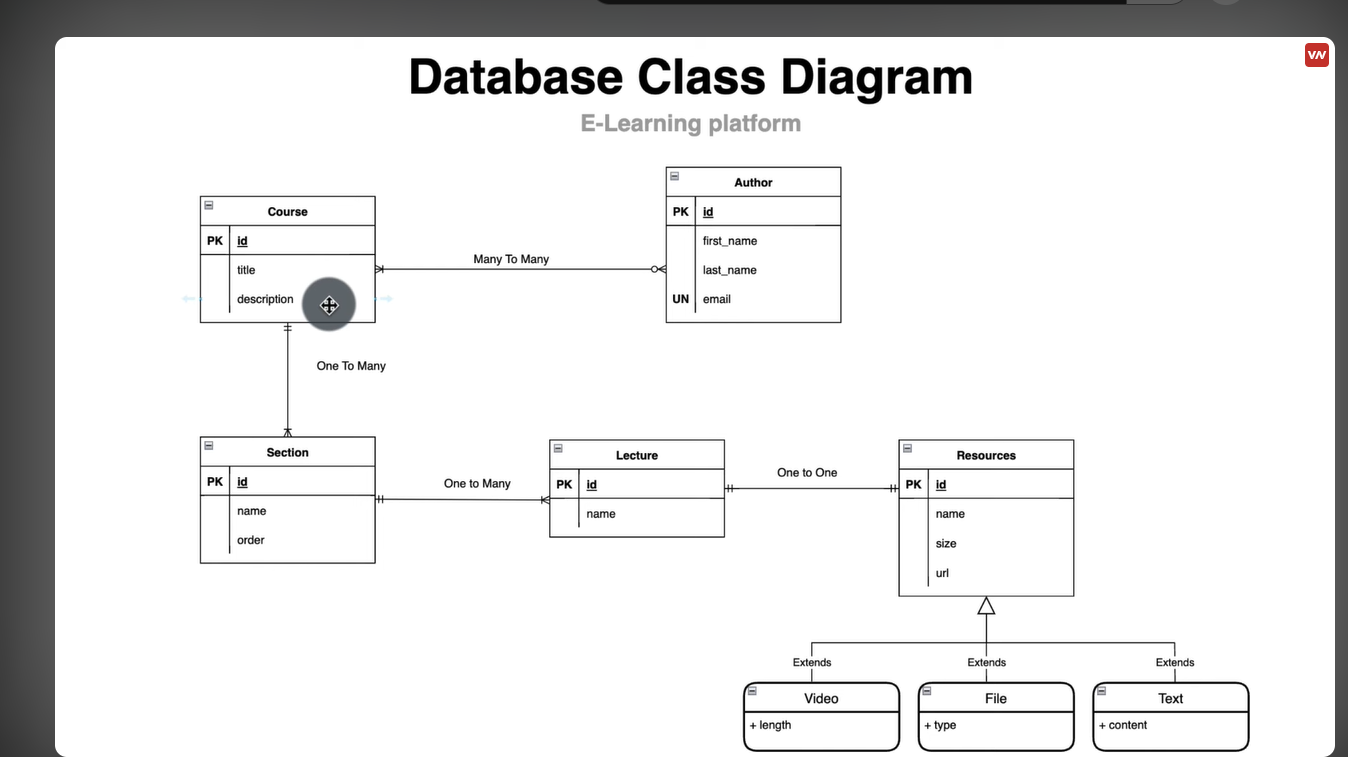 Database Class Diagram
E-Learning platform
Course
PK id
title
description
Many To Many
Author
PK id
first_name
last_name
UN email
One To Many
Section
PK id
name
order
One to Many
Lecture
PK id
name
One to One
Resources
PK id
name
size
url
Extends
Extends
Extends
Video
+ length
File
+ type
Text
+ content